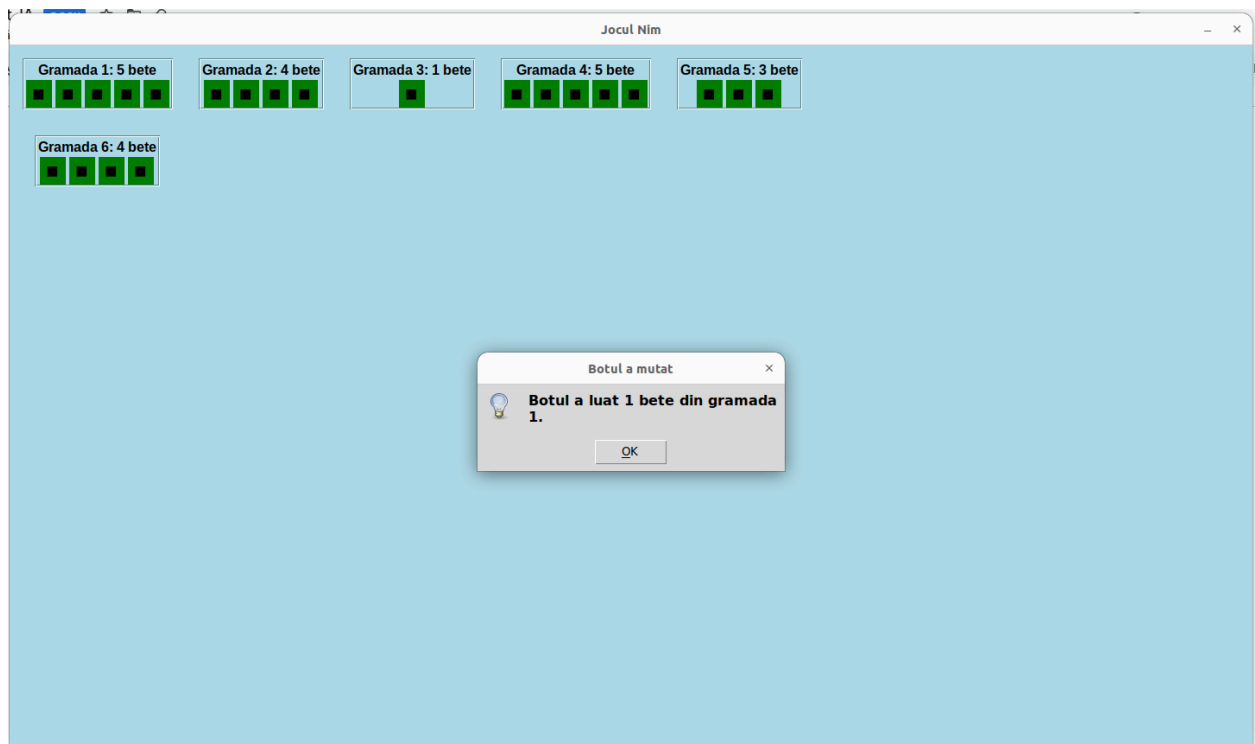 Jocul Nim
Gramada 1: 5 bete Gramada 2: 4 bete Gramada 3: 1 bete Gramada 4: 5 bete Gramada 5: 3 bete
Gramada 6: 4 bete
Botul a mutat
Botul a luat 1 bete din gramada
1.
OK